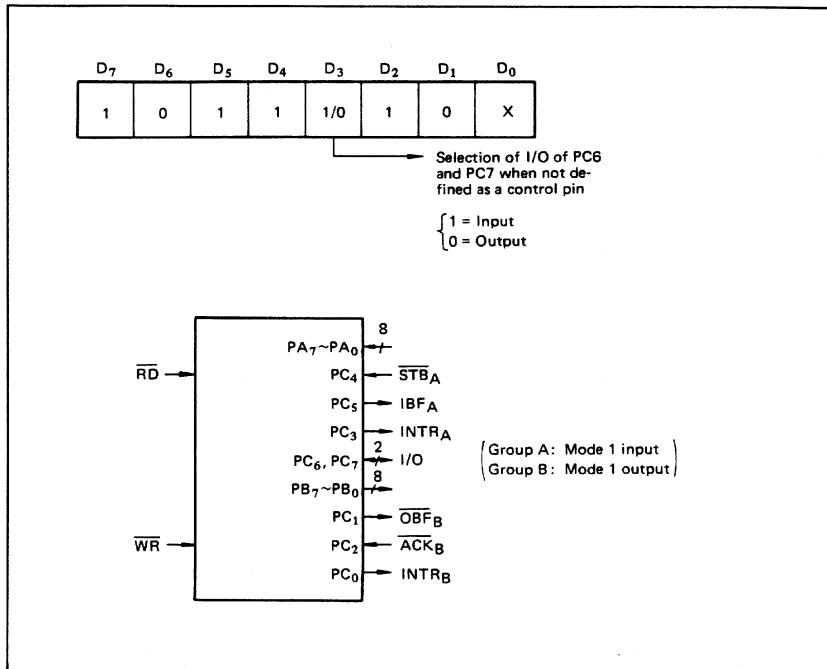 D7 D6 D5 D4 D3 D2 D1 D0
1 0 1 1 1/0 1 0 X
Selection of I/O of PC6
and PC7 when not de-
fined as a control pin
1 = Input
0 = Output
8
PA7~PA0
RD PC4 STBA
PC5 IBFA
PC3 INTRA
2
PC6, PC7 I/O
(Group A: Mode 1 input
Group B: Mode 1 output)
8
PB7~PB0
PC1 OBFB
WR PC2 ACKB
PC0 INTRB